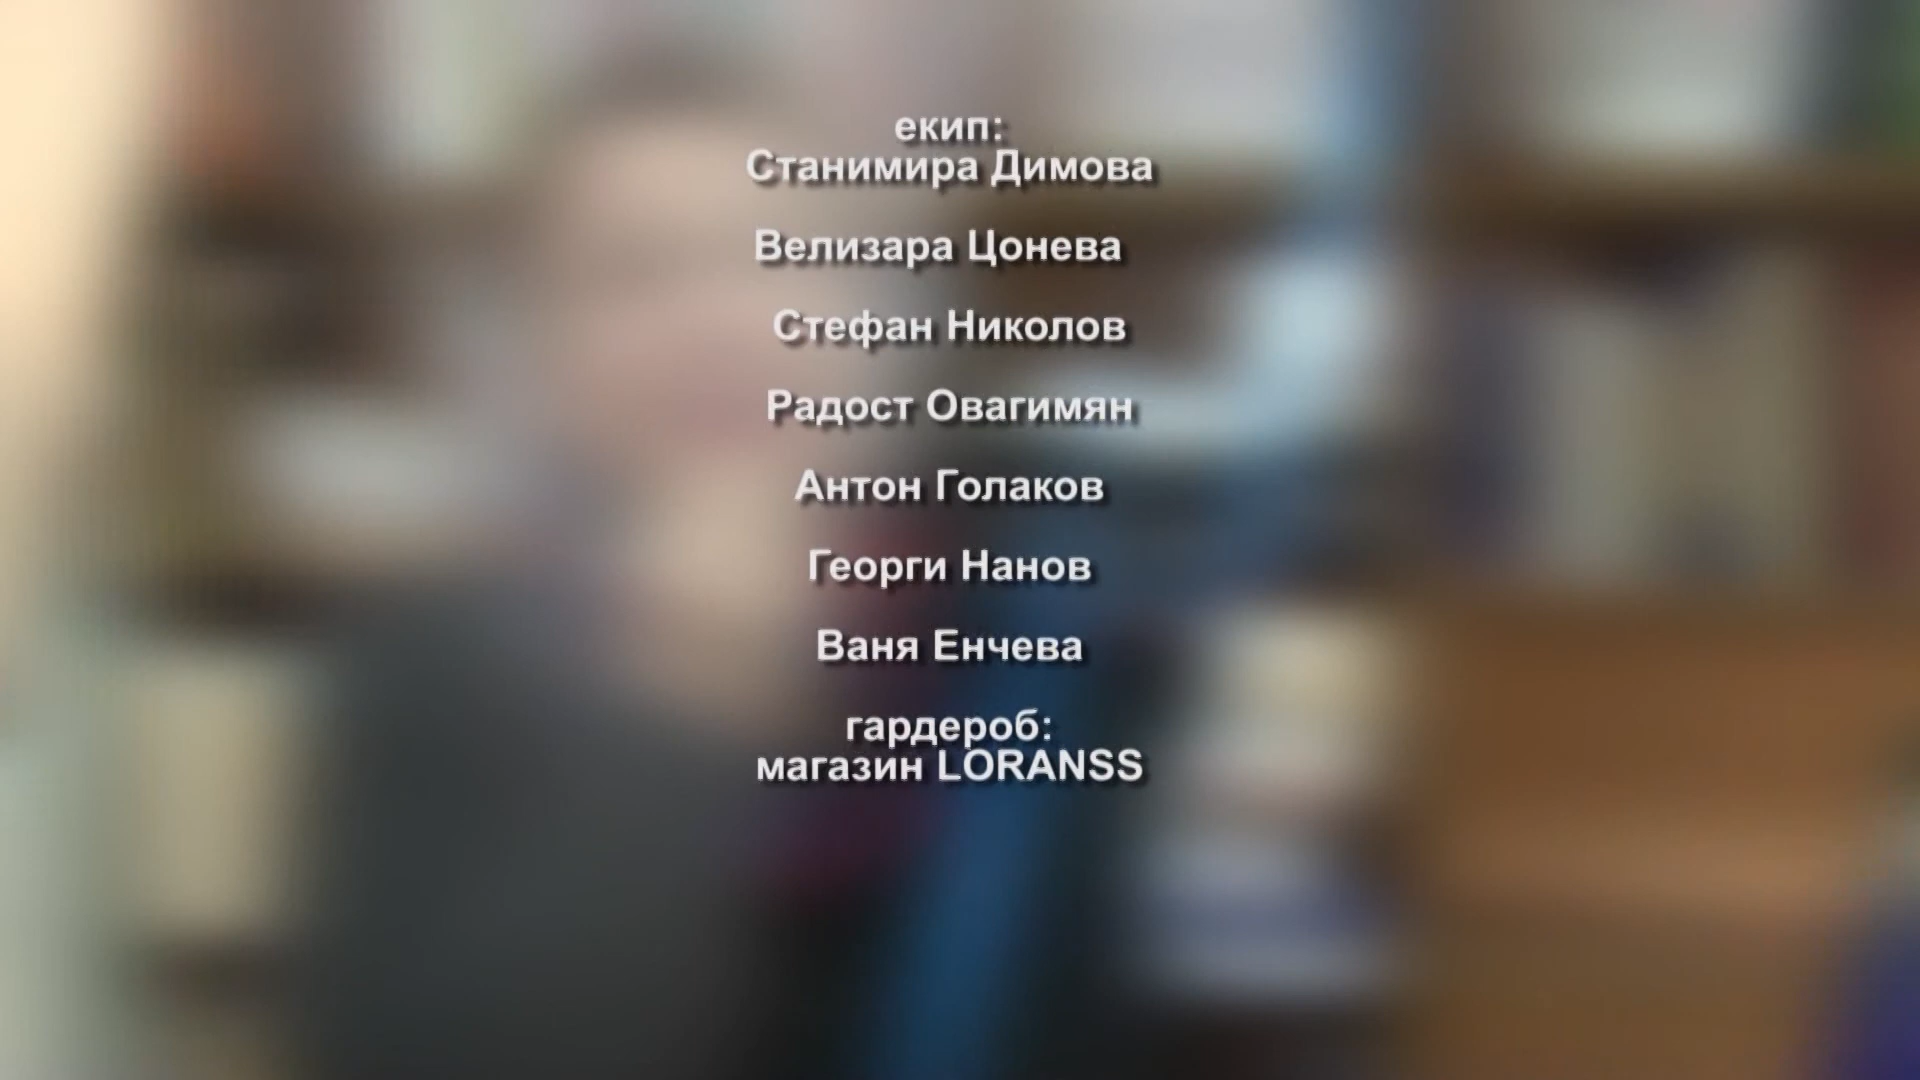 екип:
Станимира Димова
Велизара Цонева
Стефан Николов
Радост Овагимян
Антон Голаков
Георги Нанов
Ваня Енчева
гардероб:
магазин LORANSS